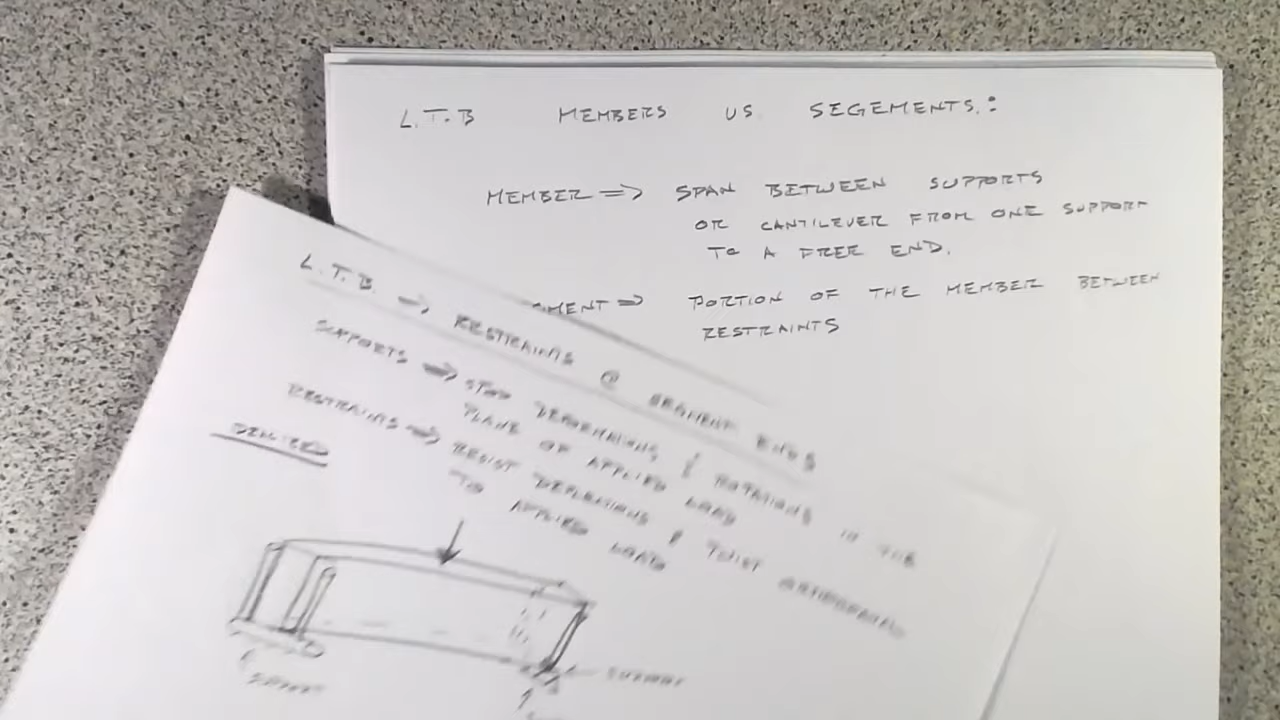 L.T.B MEMBERS VS SEGEMENTS.:
MEMBER => SPAN BETWEEN SUPPORTS
OR CANTILEVER FROM ONE SUPPORT
TO A FREE END.
MENT => PORTION OF THE MEMBER BETWEEN
RESTRAINTS
L.T.B. → RESTRAINTS @ SEGMENT ENDS
SUPPORTS => STOP DEFORMATIONS & ROTATIONS IN THE
PLANE OF APPLIED LOAD
RESTRAINTS => RESIST DEFLECTIONS & TWIST ORTHOGONAL
TO APPLIED LOAD
SUPPORT